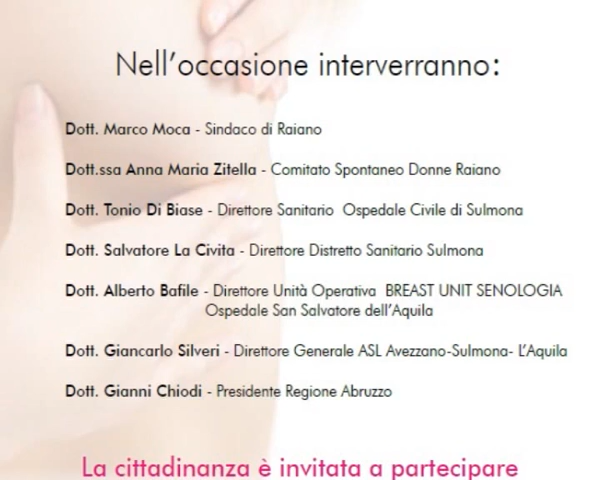 Nell'occasione interverranno:
Dott. Marco Moca - Sindaco di Raiano
Dott.ssa Anna Maria Zitella - Comitato Spontaneo Donne Raiano
Dott. Tonio Di Biase - Direttore Sanitario Ospedale Civile di Sulmona
Dott. Salvatore La Civita - Direttore Distretto Sanitario Sulmona
Dott. Alberto Bafile - Direttore Unità Operativa BREAST UNIT SENOLOGIA
Ospedale San Salvatore dell'Aquila
Dott. Giancarlo Silveri - Direttore Generale ASL Avezzano-Sulmona- L'Aquila
Dott. Gianni Chiodi - Presidente Regione Abruzzo
La cittadinanza è invitata a partecipare